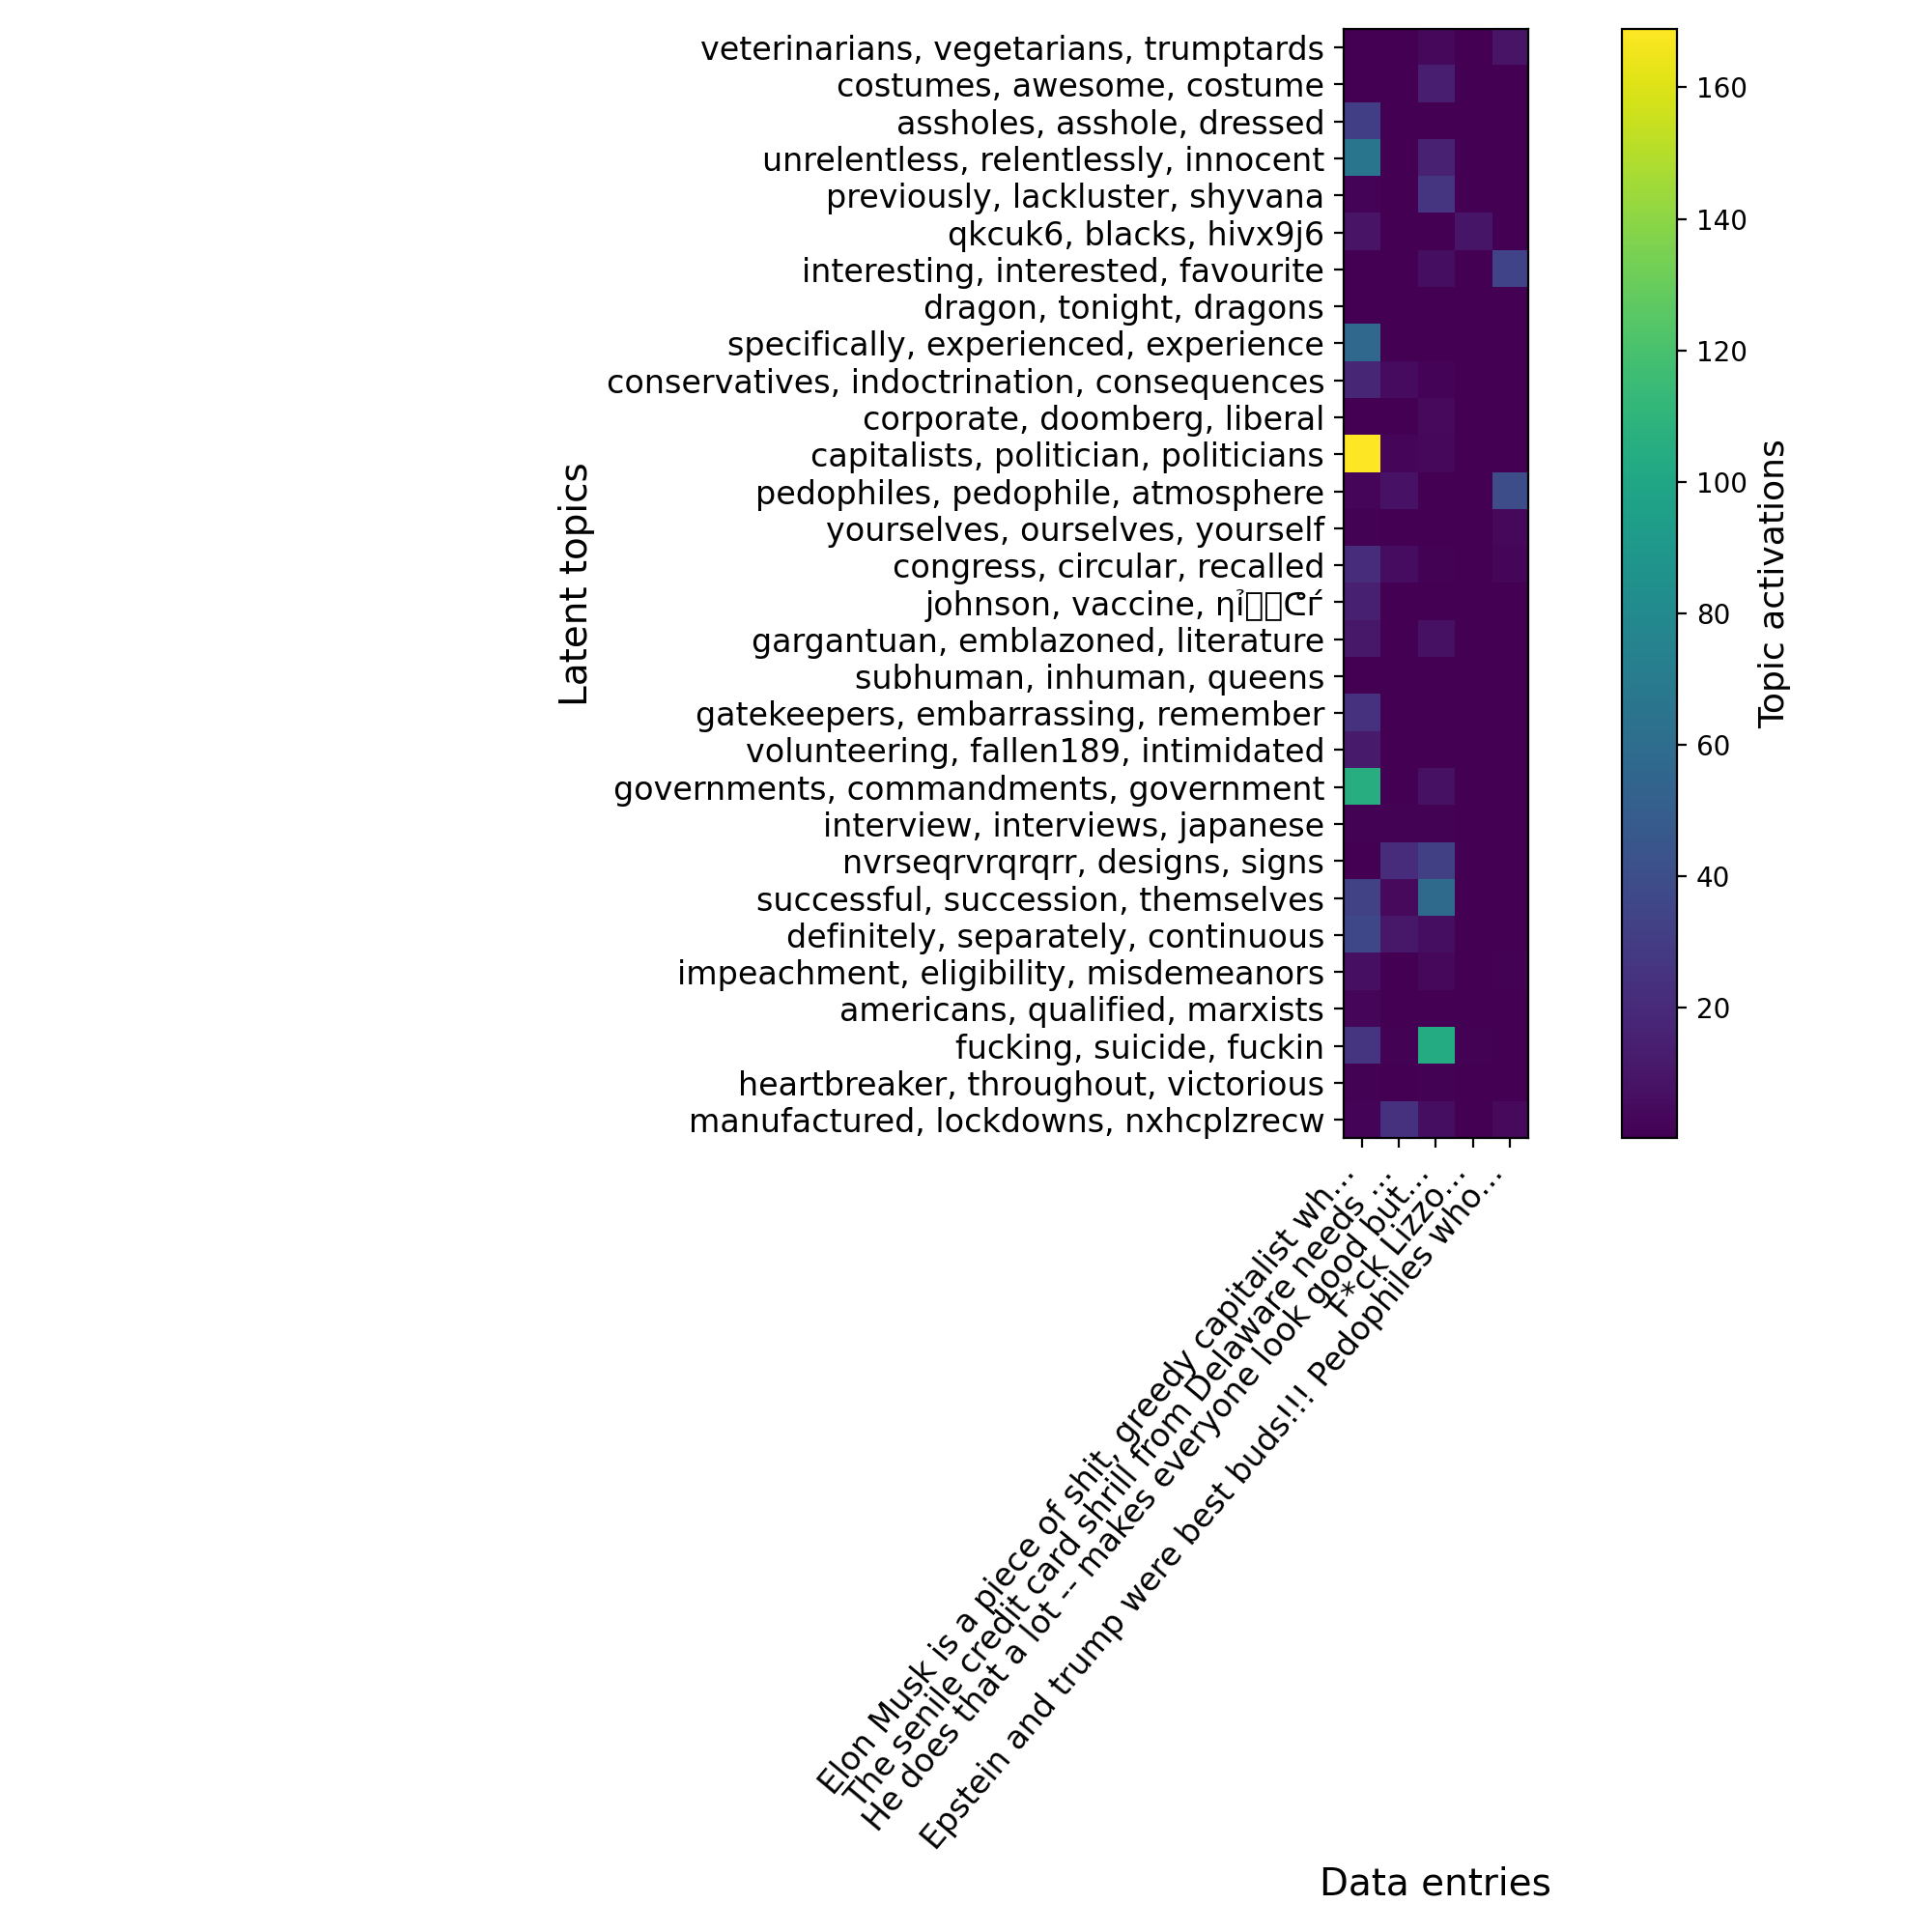 veterinarians, vegetarians, trumptards
costumes, awesome, costume
assholes, asshole, dressed
unrelentless, relentlessly, innocent
previously, lackluster, shyvana
qkcuk6, blacks, hivx9j6
interesting, interested, favourite
dragon, tonight, dragons
specifically, experienced, experience
conservatives, indoctrination, consequences
corporate, doomberg, liberal
capitalists, politician, politicians
pedophiles, pedophile, atmosphere
yourselves, ourselves, yourself
congress, circular, recalled
johnson, vaccine,
gargantuan, emblazoned, literature
subhuman, inhuman, queens
gatekeepers, embarrassing, remember
volunteering, fallen189, intimidated
governments, commandments, government
interview, interviews, japanese
nvrseqrvrqrqrr, designs, signs
successful, succession, themselves
definitely, separately, continuous
impeachment, eligibility, misdemeanors
americans, qualified, marxists
fucking, suicide, fuckin
heartbreaker, throughout, victorious
manufactured, lockdowns, nxhcplzrecw
Latent topics
160
140
120
100
80
60
40
20
Topic activations
Elon Musk is a piece of shit, greedy capitalist wh...
The senile credit card shrill from Delaware needs ...
He does that a lot -- makes everyone look good but...
F*ck Lizzo...
Epstein and trump were best buds!!! Pedophiles who...
Data entries